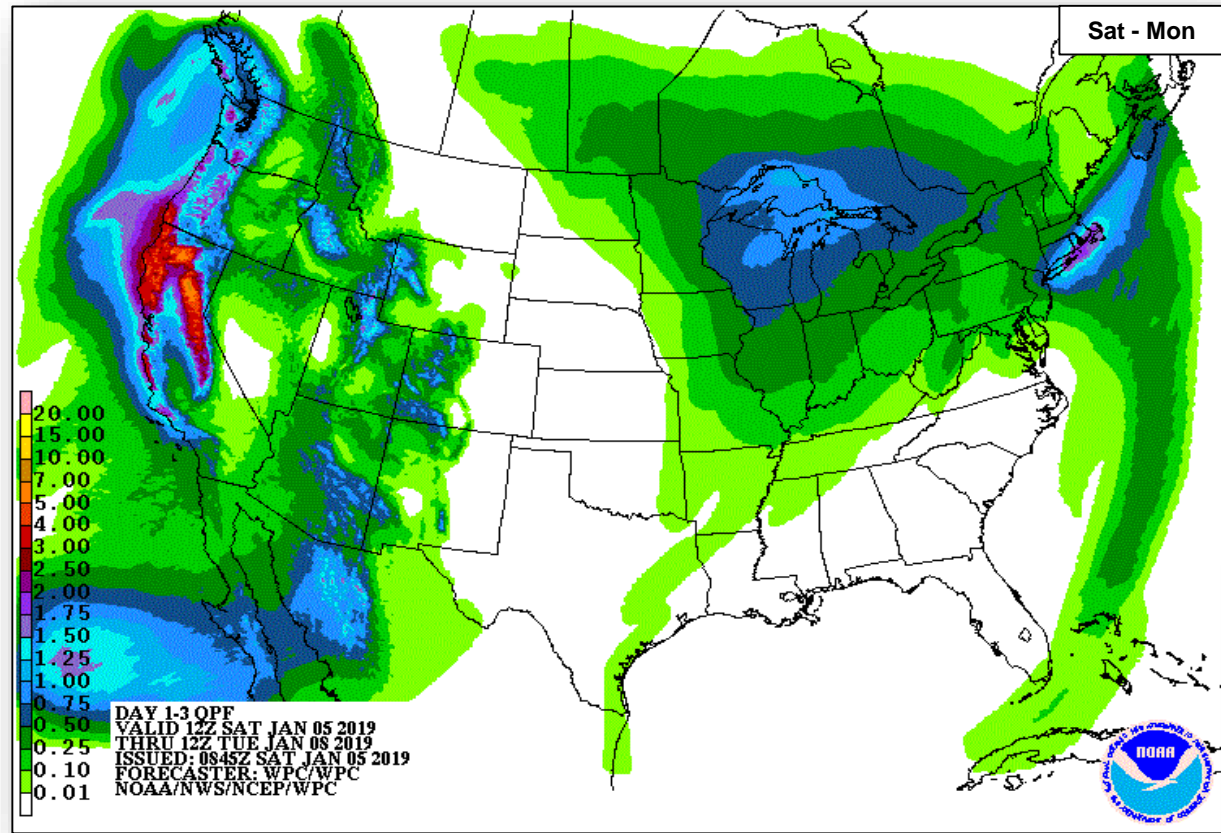 Sat - Mon
20.00
15.00
10.00
7.00
5.00
4.00
3.00
2.50
2.00
1.75
1.50
1.25
1.00
0.75
0.50
0.25
0.10
0.01
DAY 1-3 QPF
VALID 12Z SAT JAN 05 2019
THRU 12Z TUE JAN 08 2019
ISSUED: 0845Z SAT JAN 05 2019
FORECASTER: WPC/WPC
NOAA/NWS/NCEP/WPC
NOAA